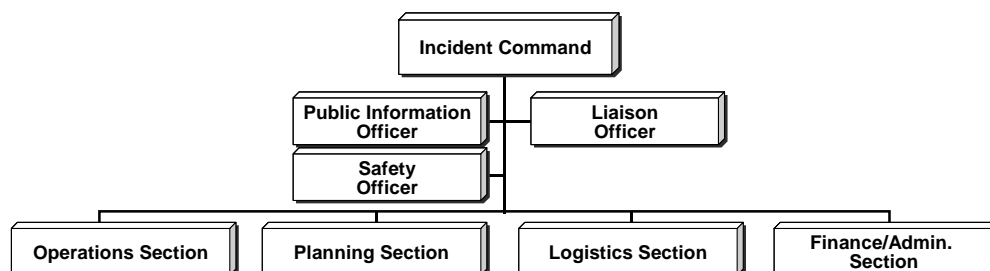 Incident Command
Public Information
Officer
Liaison
Officer
Safety
Officer
Operations Section
Planning Section
Logistics Section
Finance/Admin.
Section